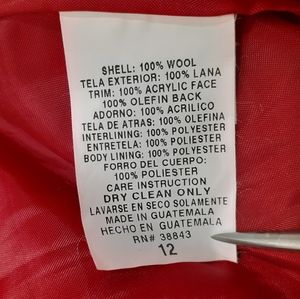 SHELL: 100% WOOL
TELA EXTERIOR: 100% LANA
TRIM: 100% ACRYLIC FACE
100% OLEFIN BACK
ADORNO: 100% ACRILICO
TELA DE ATRAS: 100% OLEFINA
INTERLINING: 100% POLYESTER
ENTRETELA: 100% POLIESTER
BODY LINING: 100% POLYESTER
FORRO DEL CUERPO:
100% POLIESTER
CARE INSTRUCTION
DRY CLEAN ONLY
LAVARSE EN SECO SOLAMENTE
MADE IN GUATEMALA
HECHO EN GUATEMALA
RN# 38843
12